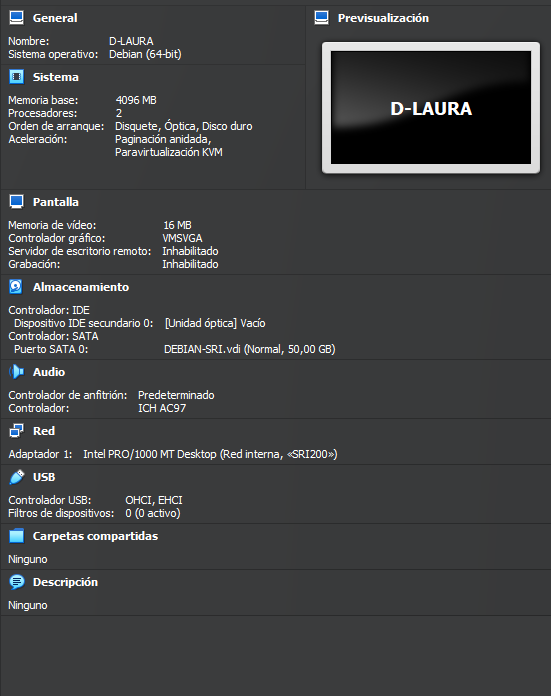 General
Nombre: D-LAURA
Sistema operativo: Debian (64-bit)
Previsualización
D-LAURA
Sistema
Memoria base: 4096 MB
Procesadores: 2
Orden de arranque: Disquete, Óptica, Disco duro
Aceleración: Paginación anidada,
Paravirtualización KVM
Pantalla
Memoria de vídeo: 16 MB
Controlador gráfico: VMSVGA
Servidor de escritorio remoto: Inhabilitado
Grabación: Inhabilitado
Almacenamiento
Controlador: IDE
Dispositivo IDE secundario 0: [Unidad óptica] Vacío
Controlador: SATA
Puerto SATA 0: DEBIAN-SRI.vdi (Normal, 50,00 GB)
Audio
Controlador de anfitrión: Predeterminado
Controlador: ICH AC97
Red
Adaptador 1: Intel PRO/1000 MT Desktop (Red interna, «SRI200»)
USB
Controlador USB: OHCI, EHCI
Filtros de dispositivos: 0 (0 activo)
Carpetas compartidas
Ninguno
Descripción
Ninguno